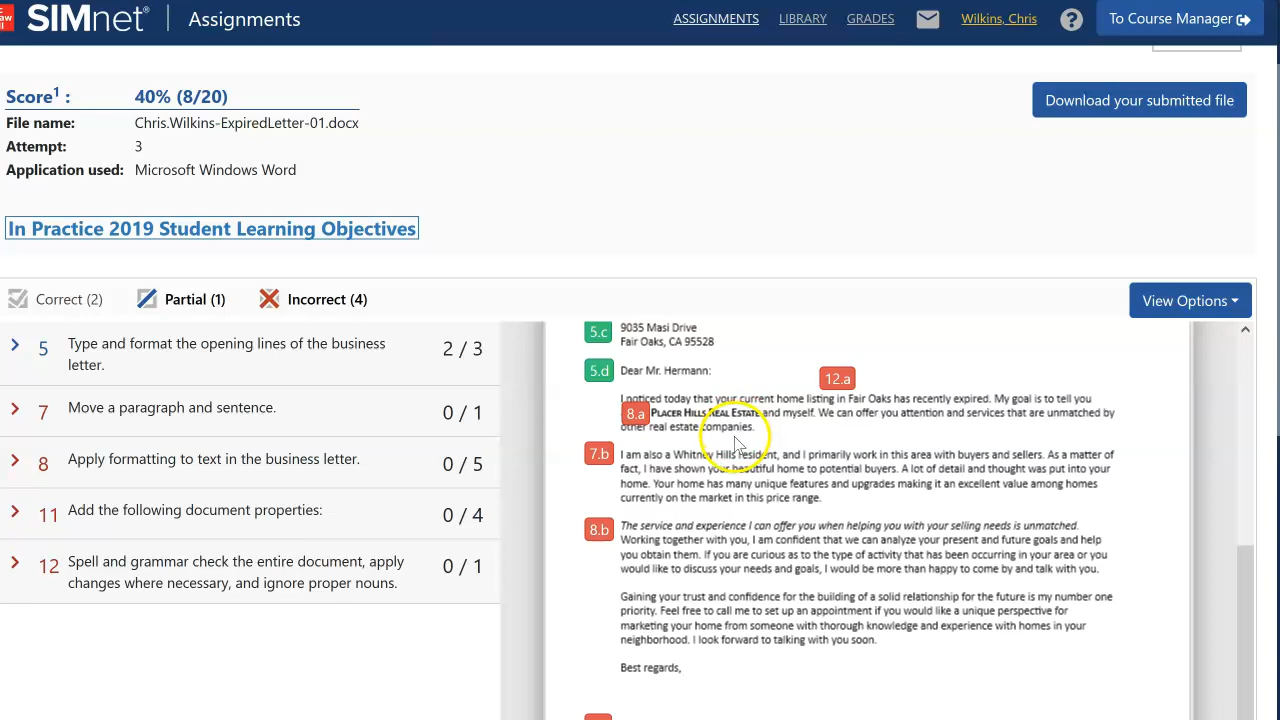 SIMnet® Assignments ASSIGNMENTS LIBRARY GRADES Wilkins, Chris ? To Course Manager
Score1 : 40% (8/20)
Download your submitted file
File name: Chris.Wilkins-ExpiredLetter-01.docx
Attempt: 3
Application used: Microsoft Windows Word
In Practice 2019 Student Learning Objectives
Correct (2) Partial (1) Incorrect (4) View Options
5 Type and format the opening lines of the business
letter. 2 / 3
7 Move a paragraph and sentence. 0 / 1
8 Apply formatting to text in the business letter. 0 / 5
11 Add the following document properties: 0 / 4
12 Spell and grammar check the entire document, apply
changes where necessary, and ignore proper nouns. 0 / 1
5.c 9035 Masi Drive
Fair Oaks, CA 95528
5.d Dear Mr. Hermann:
12.a
I noticed today that your current home listing in Fair Oaks has recently expired. My goal is to tell you
8.a PLACER HILLS REAL ESTATE and myself. We can offer you attention and services that are unmatched by
other real estate companies.
7.b I am also a Whitney Hills resident, and I primarily work in this area with buyers and sellers. As a matter of
fact, I have shown your beautiful home to potential buyers. A lot of detail and thought was put into your
home. Your home has many unique features and upgrades making it an excellent value among homes
currently on the market in this price range.
8.b The service and experience I can offer you when helping you with your selling needs is unmatched.
Working together with you, I am confident that we can analyze your present and future goals and help
you obtain them. If you are curious as to the type of activity that has been occurring in your area or you
would like to discuss your needs and goals, I would be more than happy to come by and talk with you.
Gaining your trust and confidence for the building of a solid relationship for the future is my number one
priority. Feel free to call me to set up an appointment if you would like a unique perspective for
marketing your home from someone with thorough knowledge and experience with homes in your
neighborhood. I look forward to talking with you soon.
Best regards,